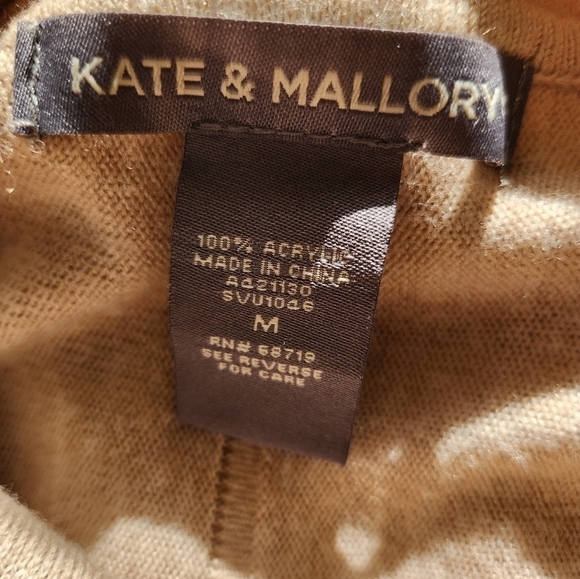 KATE & MALLORY
100% ACRYLIC
MADE IN CHINA
A421130
SVU1046
M
RN# 68719
SEE REVERSE
FOR CARE